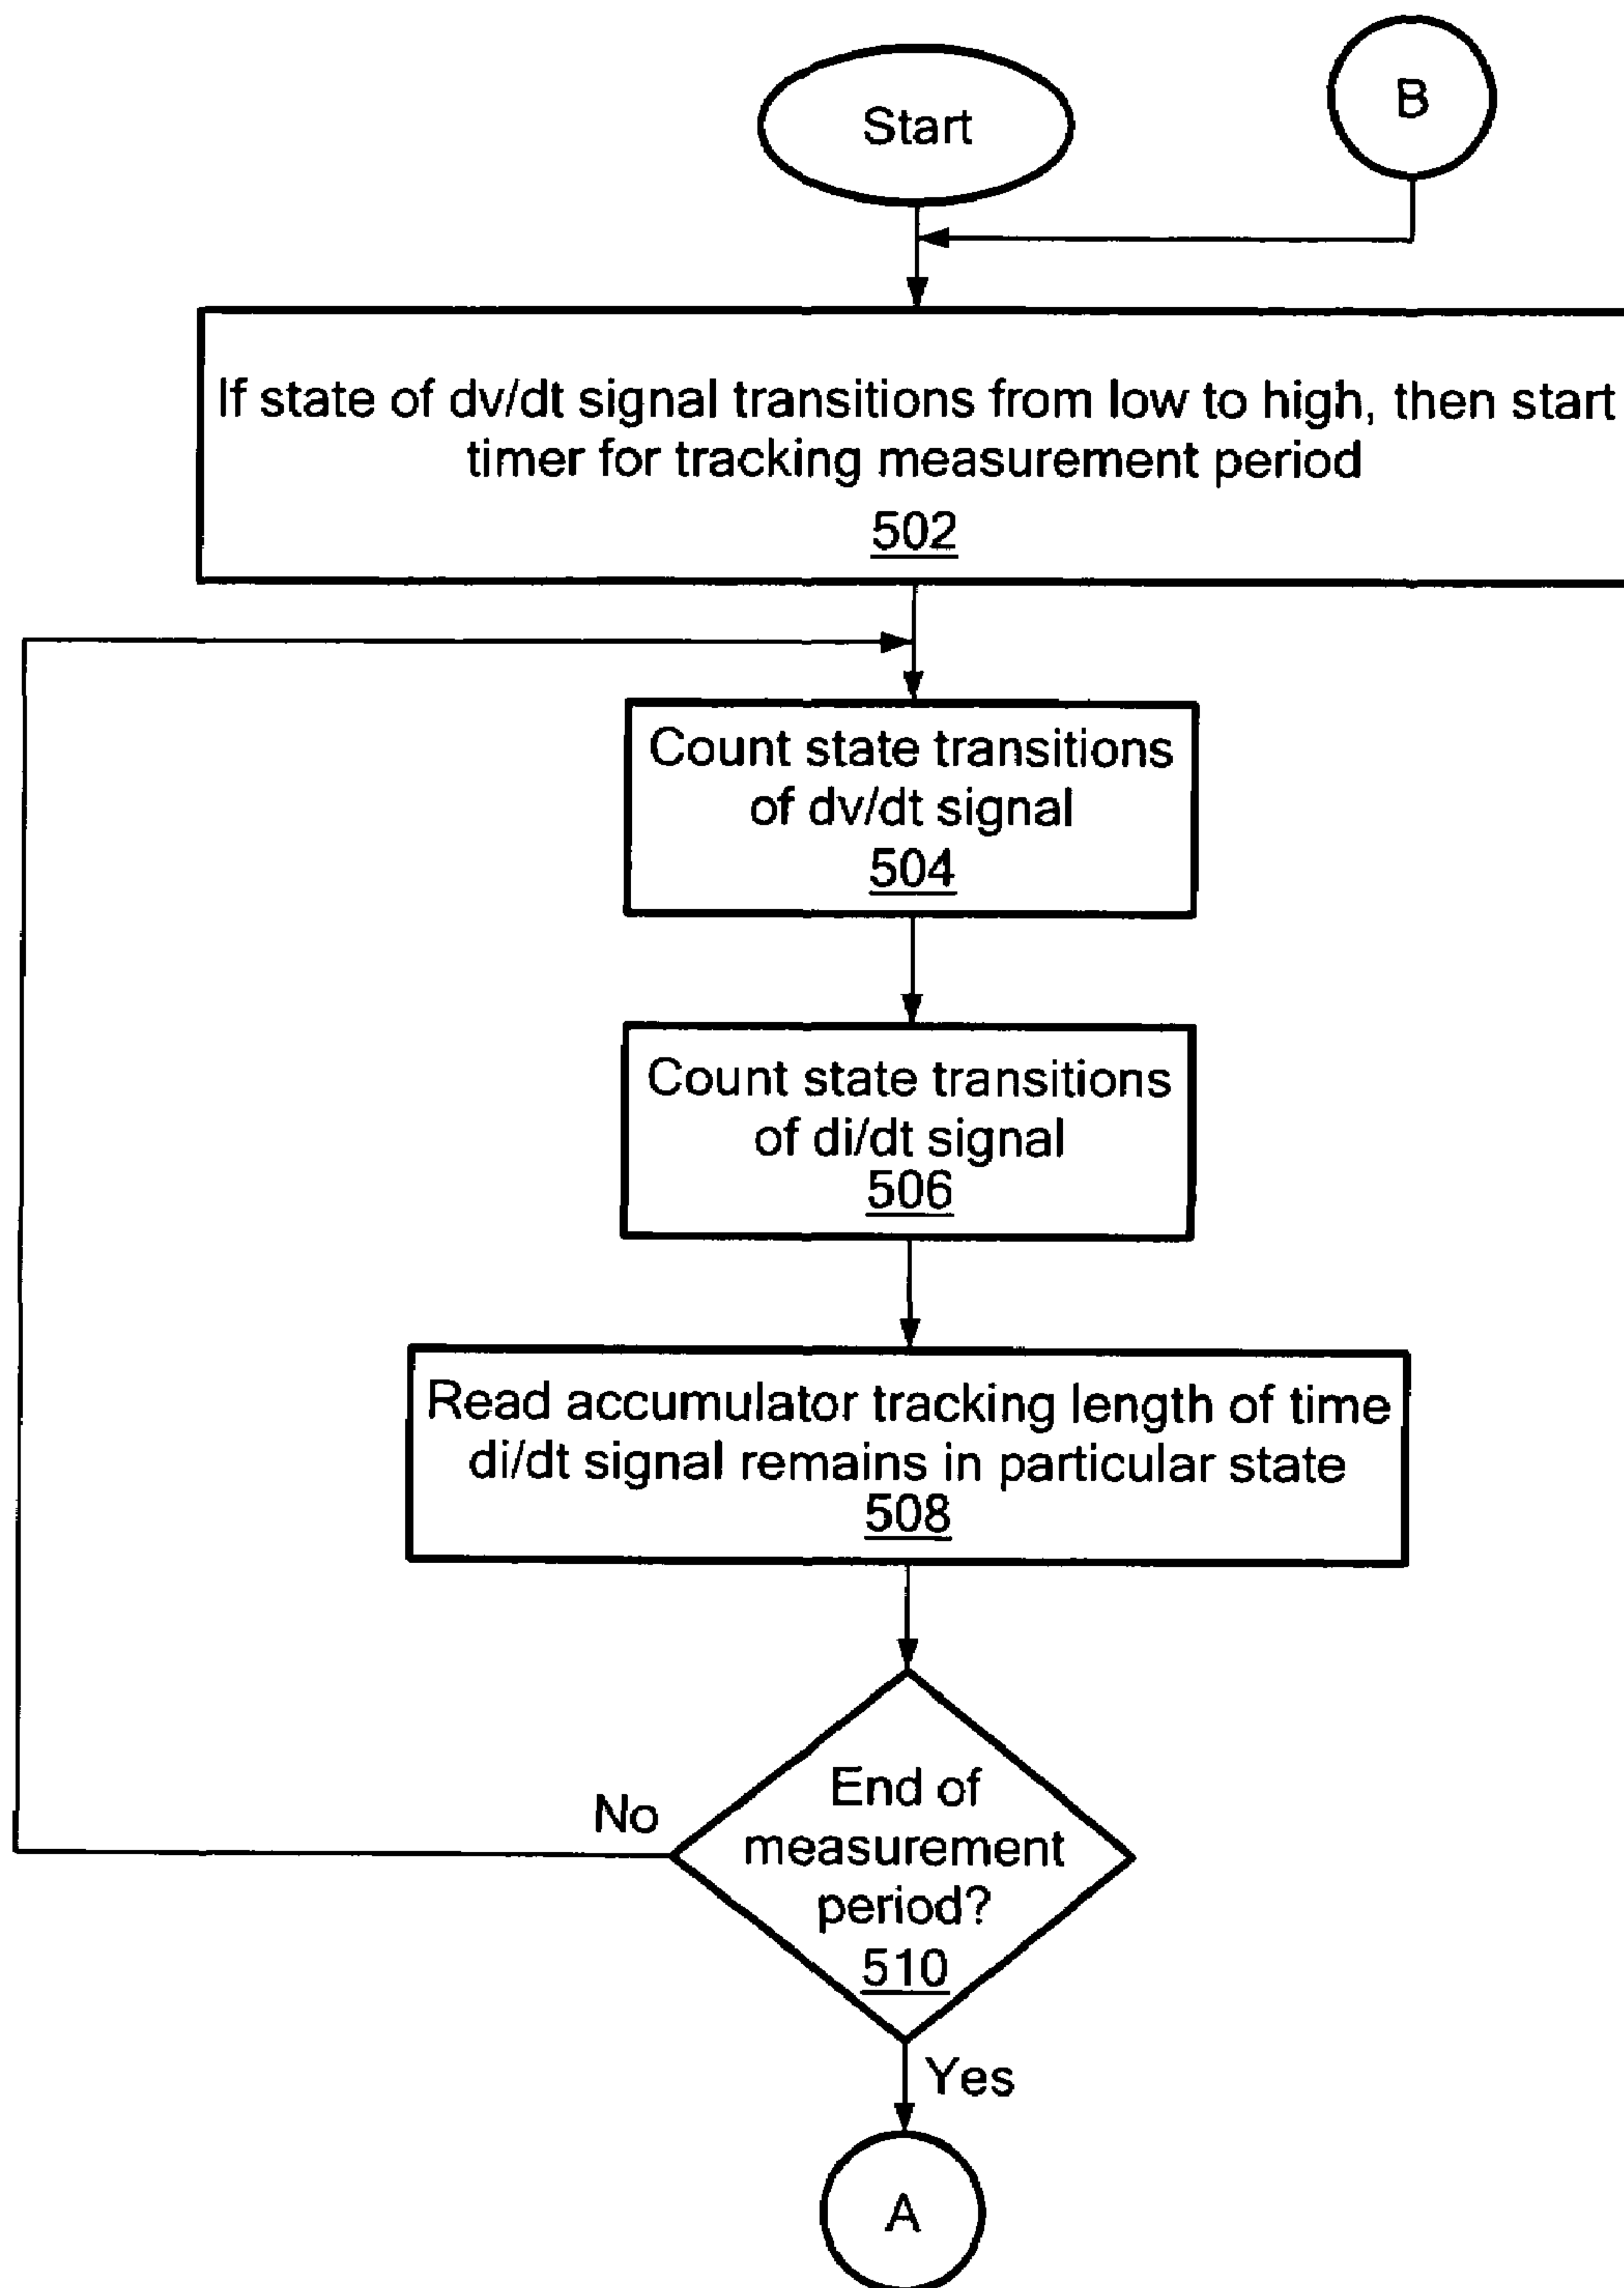 Start
B
If state of dv/dt signal transitions from low to high, then start
timer for tracking measurement period
502
Count state transitions
of dv/dt signal
504
Count state transitions
of di/dt signal
506
Read accumulator tracking length of time
di/dt signal remains in particular state
508
End of
measurement
period?
510
No
Yes
A